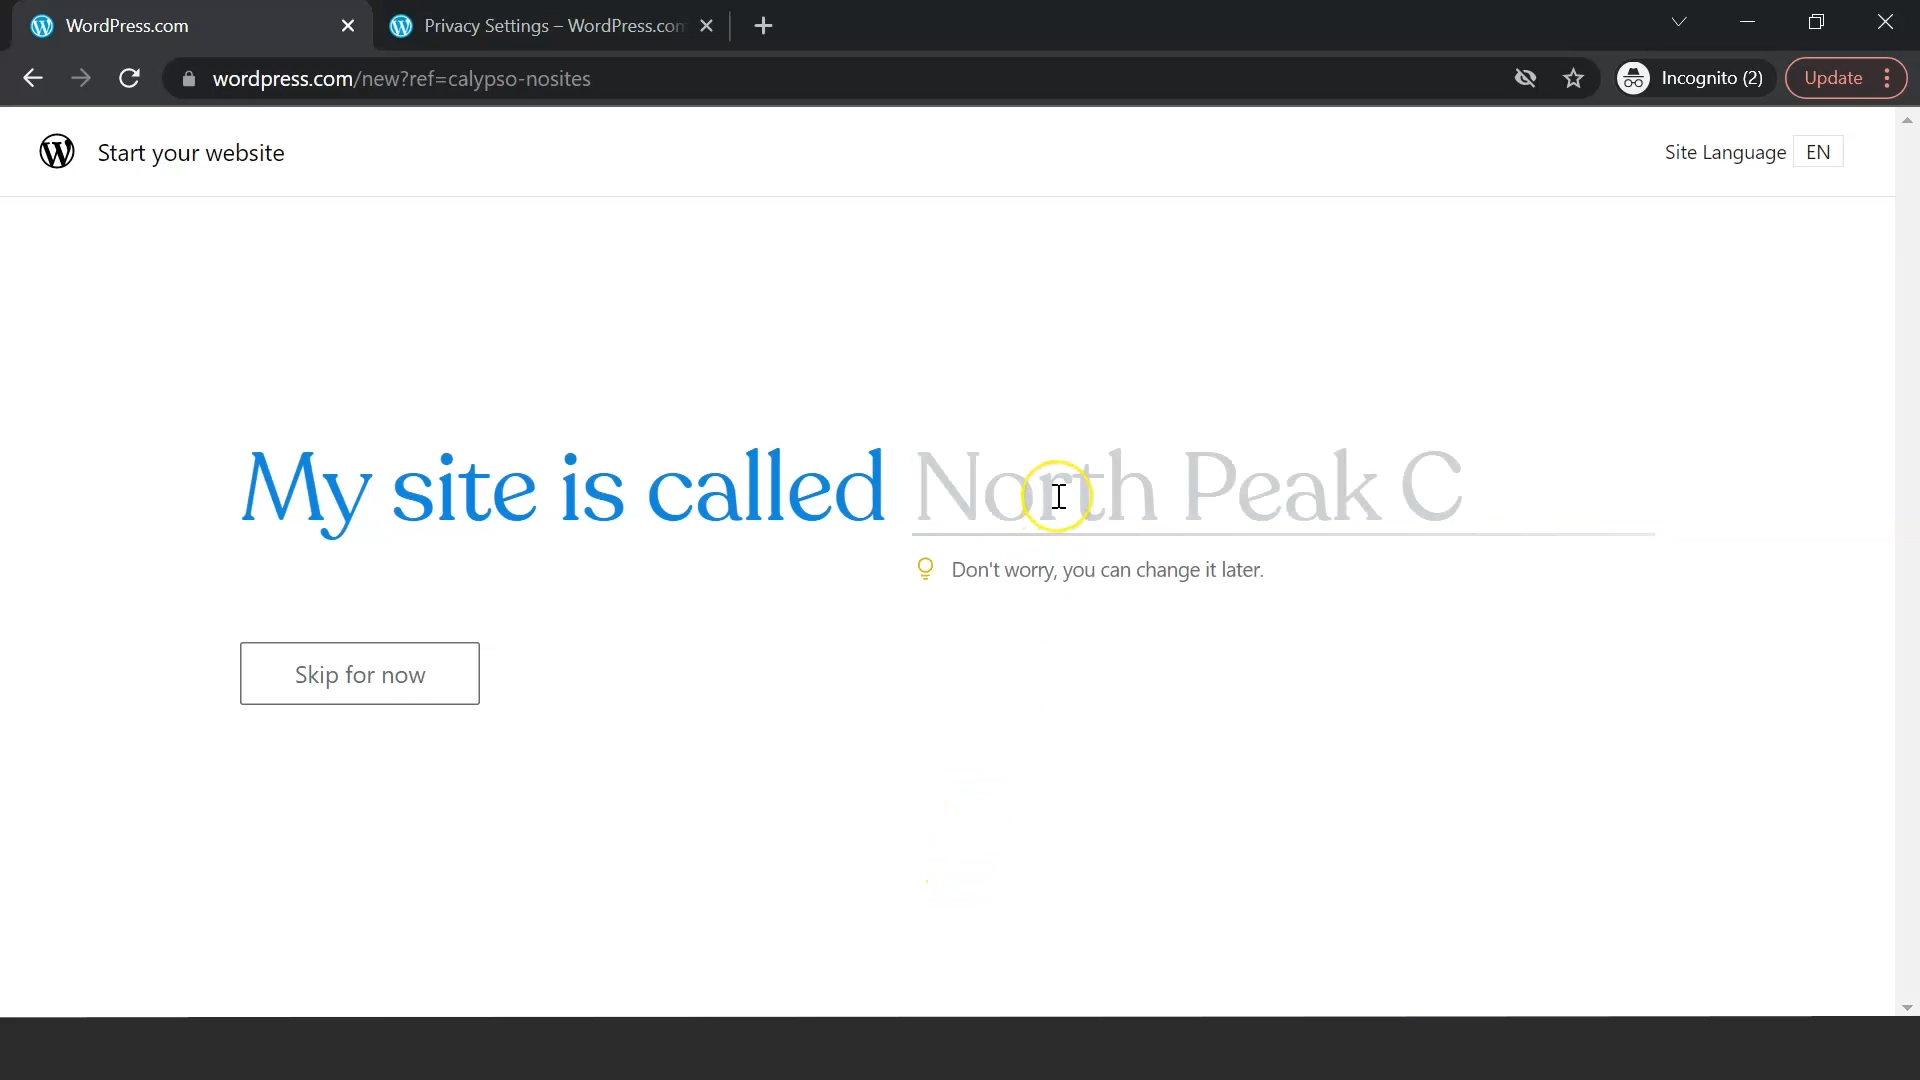 WordPress.com
Privacy Settings – WordPress.com
wordpress.com/new?ref=calypso-nosites
Incognito (2)
Update
Start your website
Site Language EN
My site is called North Peak C
Don't worry, you can change it later.
Skip for now